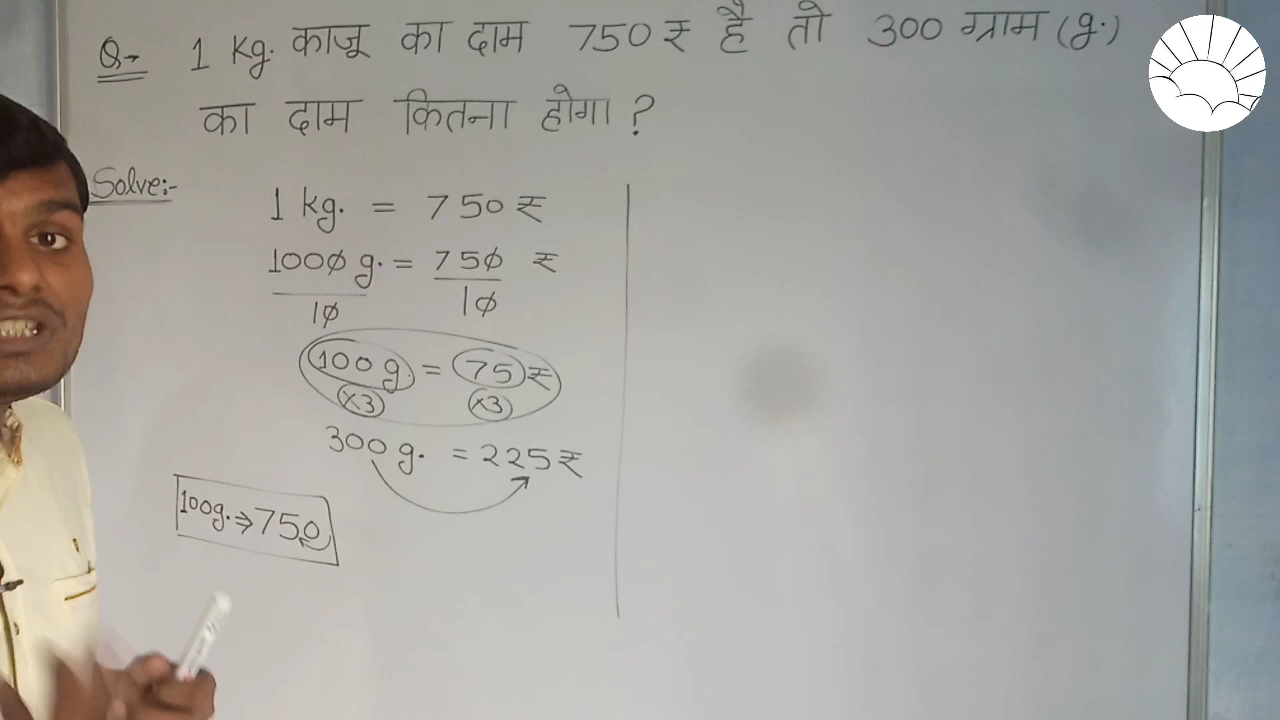 Q→ 1 kg. काजू का दाम 750 ₹ है तो 300 ग्राम (g.)
का दाम कितना होगा ?
Solve:-
1 kg. = 750 ₹
1000 g. = 750 ₹
10 10
100 g. = 75 ₹
×3 ×3
300 g. = 225 ₹
100g. ⇒ 750